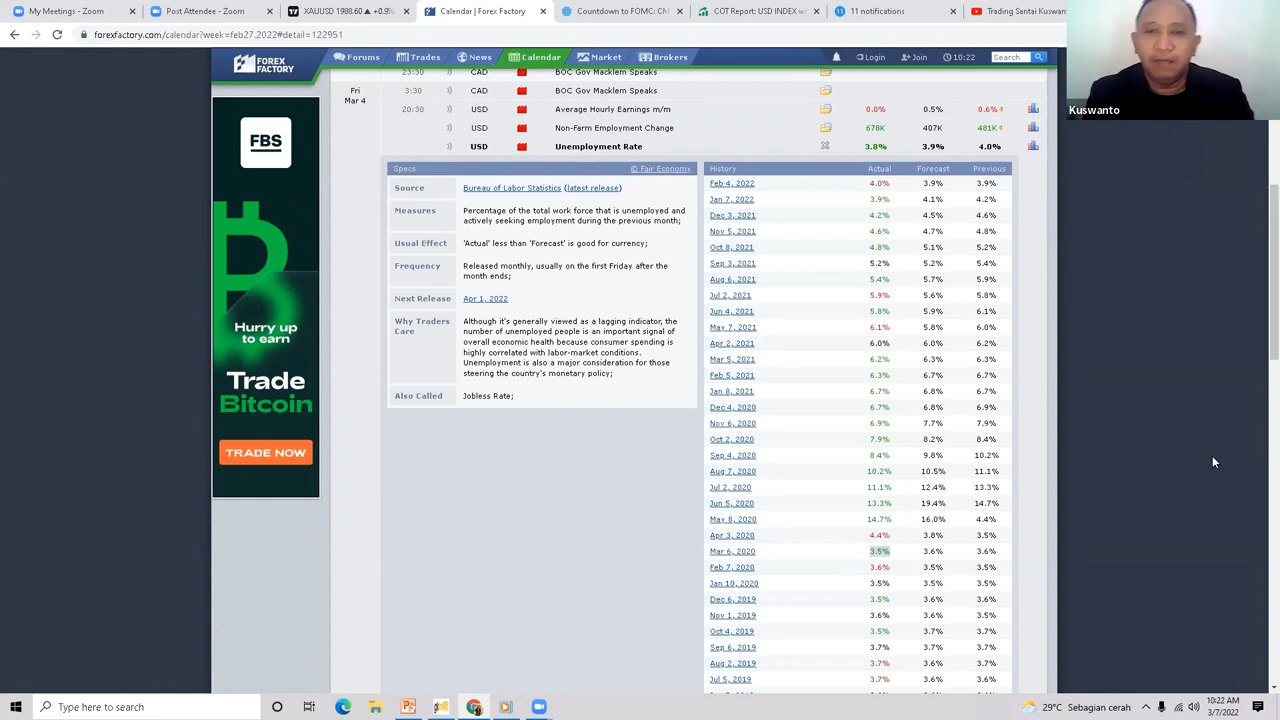 My Meetings - Zoom
Post Attendee - Zoom
XAUUSD 1988.60 ▲ +0.9%
Calendar | Forex Factory
Countdown to FOMC: CM
COT Report: USD INDEX w
11 notifications
Trading Santai Kuswan
forexfactory.com/calendar?week=feb27.2022#detail=122951
FOREX FACTORY
Forums
Trades
News
Calendar
Market
Brokers
Login
Join
10:22
Search
Kuswanto
23:30 CAD BOC Gov Macklem Speaks
Fri
Mar 4
3:30 CAD BOC Gov Macklem Speaks
20:30 USD Average Hourly Earnings m/m 0.0% 0.5% 0.6%
USD Non-Farm Employment Change 678K 407K 481K
USD Unemployment Rate 3.8% 3.9% 4.0%
Specs © Fair Economy
Source Bureau of Labor Statistics (latest release)
Measures Percentage of the total work force that is unemployed and
actively seeking employment during the previous month;
Usual Effect 'Actual' less than 'Forecast' is good for currency;
Frequency Released monthly, usually on the first Friday after the
month ends;
Next Release Apr 1, 2022
Why Traders Care
Although it's generally viewed as a lagging indicator, the
number of unemployed people is an important signal of
overall economic health because consumer spending is
highly correlated with labor-market conditions.
Unemployment is also a major consideration for those
steering the country's monetary policy;
Also Called Jobless Rate;
History Actual Forecast Previous
Feb 4, 2022 4.0% 3.9% 3.9%
Jan 7, 2022 3.9% 4.1% 4.2%
Dec 3, 2021 4.2% 4.5% 4.6%
Nov 5, 2021 4.6% 4.7% 4.8%
Oct 8, 2021 4.8% 5.1% 5.2%
Sep 3, 2021 5.2% 5.2% 5.4%
Aug 6, 2021 5.4% 5.7% 5.9%
Jul 2, 2021 5.9% 5.6% 5.8%
Jun 4, 2021 5.8% 5.9% 6.1%
May 7, 2021 6.1% 5.8% 6.0%
Apr 2, 2021 6.0% 6.0% 6.2%
Mar 5, 2021 6.2% 6.3% 6.3%
Feb 5, 2021 6.3% 6.7% 6.7%
Jan 8, 2021 6.7% 6.8% 6.7%
Dec 4, 2020 6.7% 6.8% 6.9%
Nov 6, 2020 6.9% 7.7% 7.9%
Oct 2, 2020 7.9% 8.2% 8.4%
Sep 4, 2020 8.4% 9.8% 10.2%
Aug 7, 2020 10.2% 10.5% 11.1%
Jul 2, 2020 11.1% 12.4% 13.3%
Jun 5, 2020 13.3% 19.4% 14.7%
May 8, 2020 14.7% 16.0% 4.4%
Apr 3, 2020 4.4% 3.8% 3.5%
Mar 6, 2020 3.5% 3.6% 3.6%
Feb 7, 2020 3.6% 3.5% 3.5%
Jan 10, 2020 3.5% 3.5% 3.5%
Dec 6, 2019 3.5% 3.6% 3.6%
Nov 1, 2019 3.6% 3.6% 3.5%
Oct 4, 2019 3.5% 3.7% 3.7%
Sep 6, 2019 3.7% 3.7% 3.7%
Aug 2, 2019 3.7% 3.6% 3.7%
Jul 5, 2019 3.7% 3.6% 3.6%
FBS
Hurry up
to earn
Trade
Bitcoin
TRADE NOW
Type here to search
29°C Sebagian cerah
10:22 AM
3/7/2022